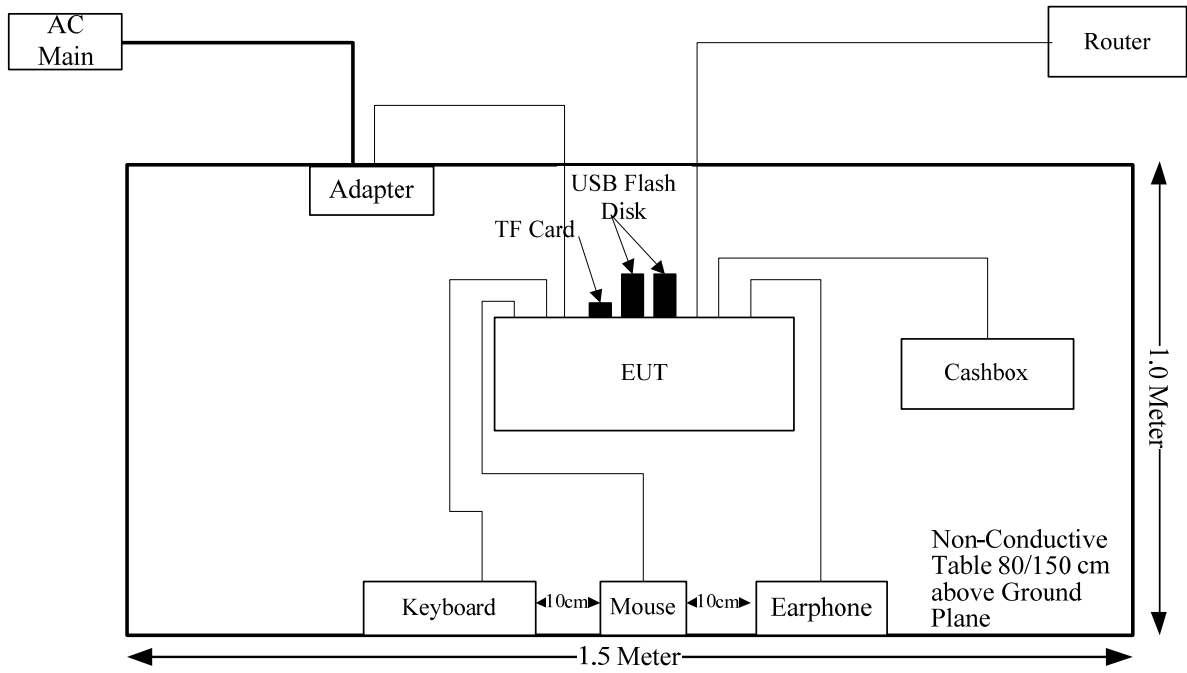 AC
Main
Router
Adapter
USB Flash
Disk
TF Card
EUT
Cashbox
1.0 Meter
Non-Conductive
Table 80/150 cm
above Ground
Plane
Keyboard
10cm
Mouse
10cm
Earphone
1.5 Meter